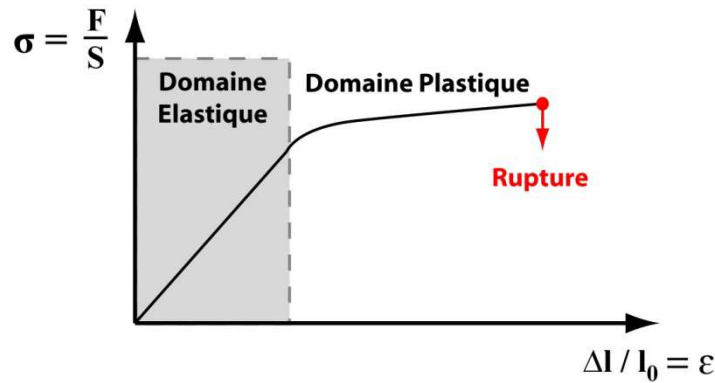 σ = F/S
Domaine
Elastique
Domaine Plastique
Rupture
Δl / l₀ = ε